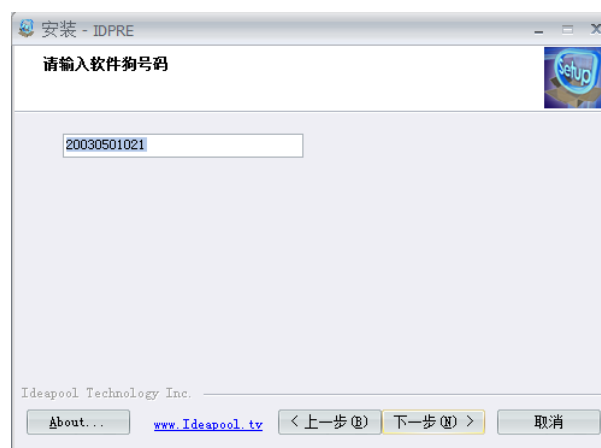 安装 - IDPRE
请输入软件狗号码
Setup
20030501021
Ideapool Technology Inc.
About... www.Ideapool.tv < 上一步(B) 下一步(N) > 取消